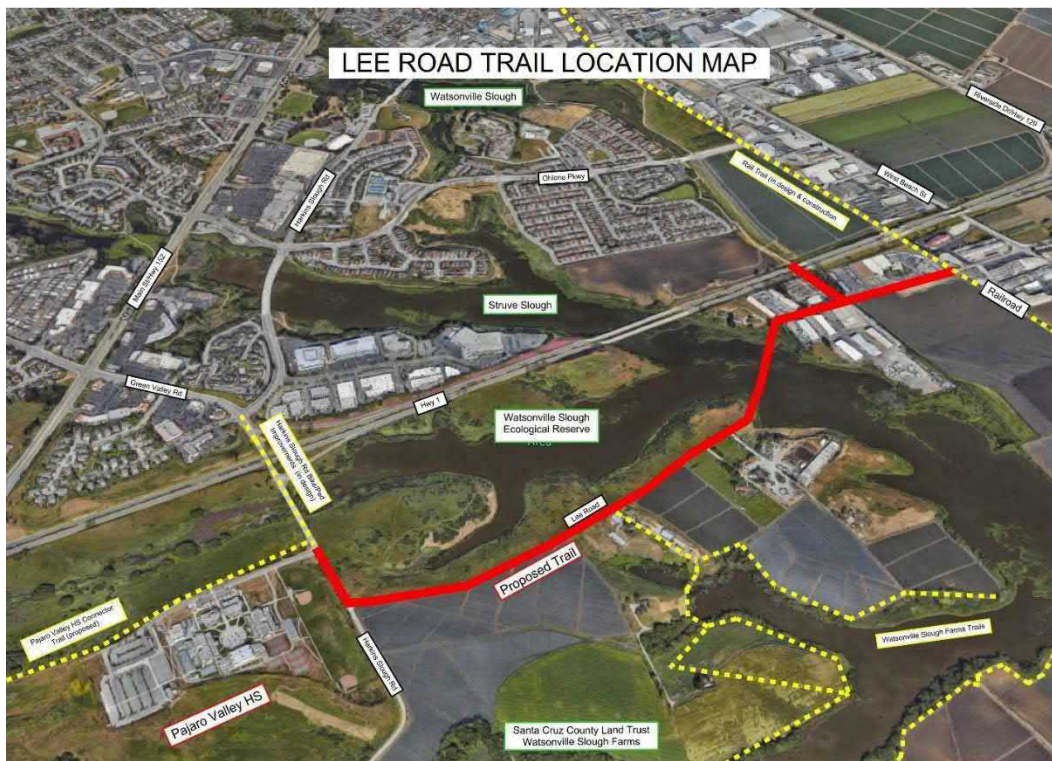 LEE ROAD TRAIL LOCATION MAP
Watsonville Slough
Riverside Dr/Hwy 129
Harkins Slough Rd
Ohlone Pkwy
Rail Trail (in design & construction
West Beach St
Main St/Hwy 152
Struve Slough
Railroad
Green Valley Rd
Hwy 1
Harkins Slough Rd Bike/Ped
Improvements (in design)
Watsonville Slough
Ecological Reserve
Lee Road
Proposed Trail
Pajaro Valley HS Connector
Trail (proposed)
Harkins Slough Rd
Watsonville Slough Farms Trails
Pajaro Valley HS
Santa Cruz County Land Trust
Watsonville Slough Farms